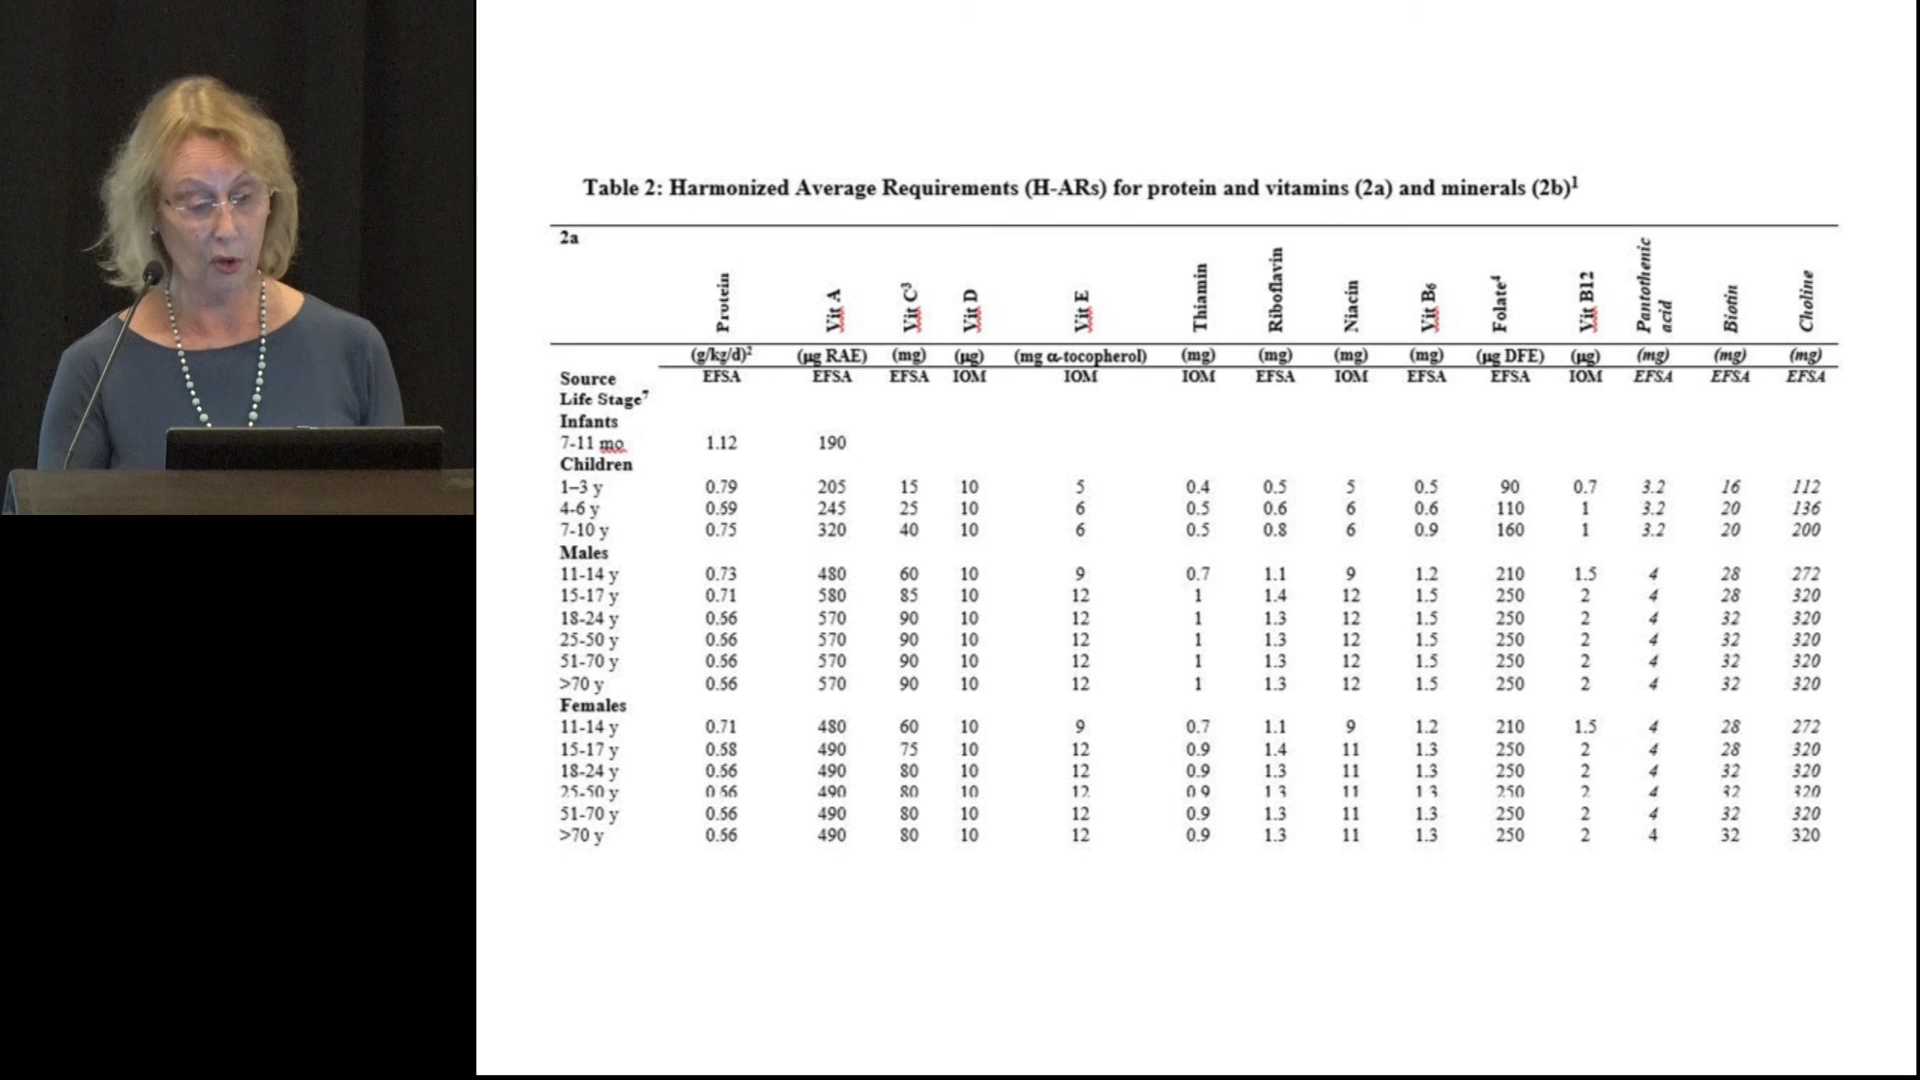 Table 2: Harmonized Average Requirements (H-ARs) for protein and vitamins (2a) and minerals (2b)¹
2a Protein Vit A Vit C³ Vit D Vit E Thiamin Riboflavin Niacin Vit B₆ Folate⁴ Vit B12 Pantothenic acid Biotin Choline
(g/kg/d)² (µg RAE) (mg) (µg) (mg α-tocopherol) (mg) (mg) (mg) (mg) (µg DFE) (µg) (mg) (mg) (mg)
Source EFSA EFSA EFSA IOM IOM IOM EFSA IOM EFSA EFSA IOM EFSA EFSA EFSA
Life Stage⁷
Infants
7-11 mo 1.12 190
Children
1–3 y 0.79 205 15 10 5 0.4 0.5 5 0.5 90 0.7 3.2 16 112
4-6 y 0.59 245 25 10 6 0.5 0.6 6 0.6 110 1 3.2 20 136
7-10 y 0.75 320 40 10 6 0.5 0.8 6 0.9 160 1 3.2 20 200
Males
11-14 y 0.73 480 60 10 9 0.7 1.1 9 1.2 210 1.5 4 28 272
15-17 y 0.71 580 85 10 12 1 1.4 12 1.5 250 2 4 28 320
18-24 y 0.56 570 90 10 12 1 1.3 12 1.5 250 2 4 32 320
25-50 y 0.56 570 90 10 12 1 1.3 12 1.5 250 2 4 32 320
51-70 y 0.56 570 90 10 12 1 1.3 12 1.5 250 2 4 32 320
>70 y 0.56 570 90 10 12 1 1.3 12 1.5 250 2 4 32 320
Females
11-14 y 0.71 480 60 10 9 0.7 1.1 9 1.2 210 1.5 4 28 272
15-17 y 0.58 490 75 10 12 0.9 1.4 11 1.3 250 2 4 28 320
18-24 y 0.56 490 80 10 12 0.9 1.3 11 1.3 250 2 4 32 320
25-50 y 0.56 490 80 10 12 0.9 1.3 11 1.3 250 2 4 32 320
51-70 y 0.56 490 80 10 12 0.9 1.3 11 1.3 250 2 4 32 320
>70 y 0.56 490 80 10 12 0.9 1.3 11 1.3 250 2 4 32 320